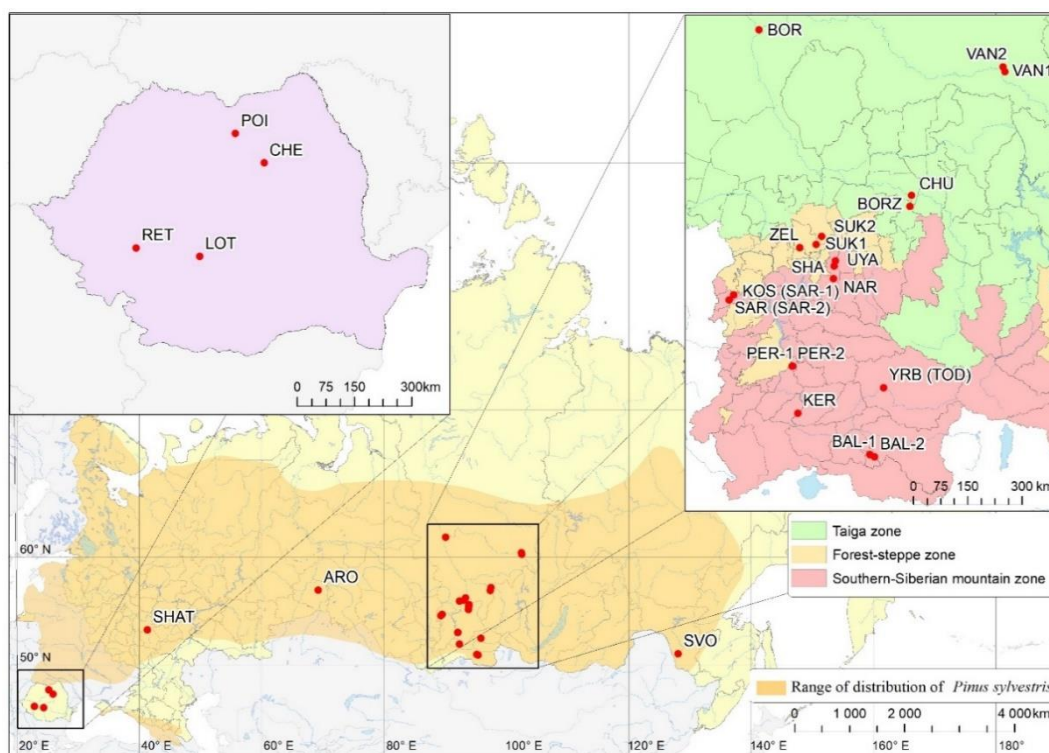 POI
CHE
RET
LOT
0 75 150 300km
BOR
VAN2
VAN1
CHU
BORZ
SUK2
ZEL
SUK1
UYA
SHA
NAR
KOS (SAR-1)
SAR (SAR-2)
PER-1 PER-2
YRB (TOD)
KER
BAL-1 BAL-2
0 75 150 300 km
Taiga zone
Forest-steppe zone
Southern-Siberian mountain zone
60° N
ARO
SHAT
SVO
50° N
Range of distribution of Pinus sylvestris
0 1 000 2 000 4 000km
20 °E 40 °E 60 °E 80 °E 100 °E 120 °E 140 °E 160 °E 180 °